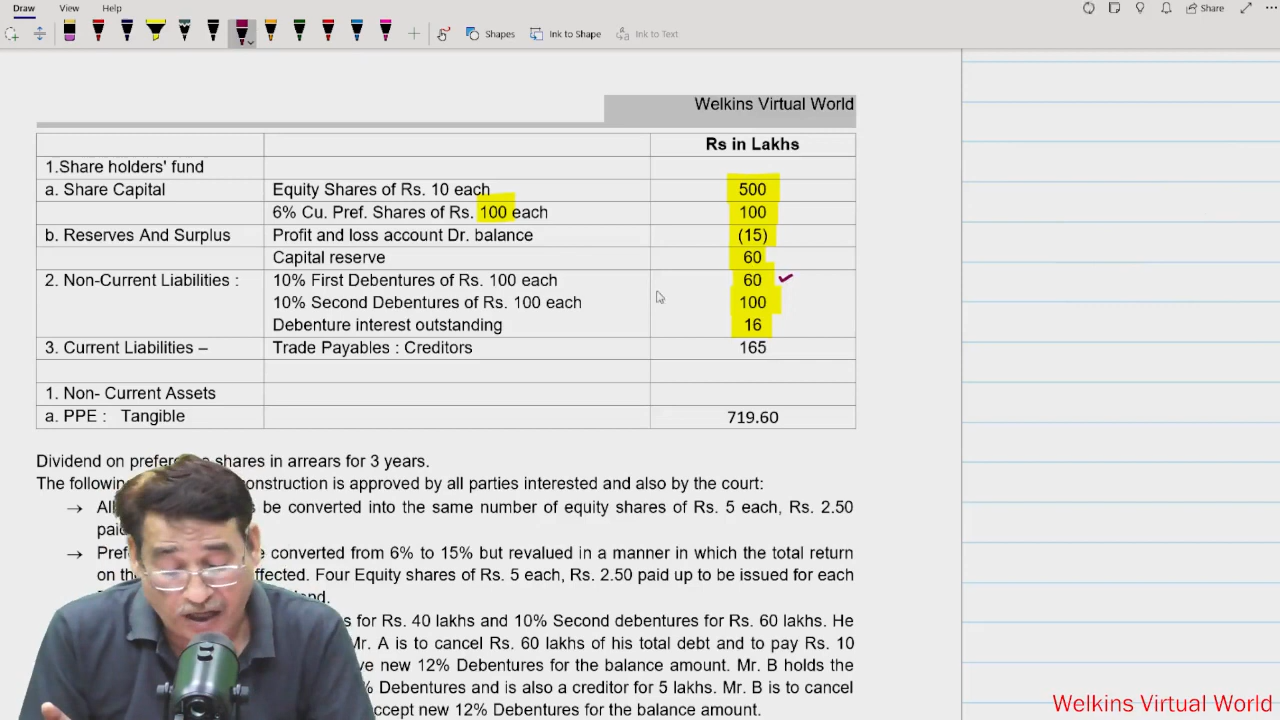 Draw View Help
Share
Shapes Ink to Shape Ink to Text
Welkins Virtual World
Rs in Lakhs
1.Share holders' fund
a. Share Capital Equity Shares of Rs. 10 each 500
6% Cu. Pref. Shares of Rs. 100 each 100
b. Reserves And Surplus Profit and loss account Dr. balance (15)
Capital reserve 60
2. Non-Current Liabilities : 10% First Debentures of Rs. 100 each 60
10% Second Debentures of Rs. 100 each 100
Debenture interest outstanding 16
3. Current Liabilities – Trade Payables : Creditors 165
1. Non- Current Assets
a. PPE : Tangible 719.60
Dividend on preference shares in arrears for 3 years.
The following construction is approved by all parties interested and also by the court:
→ All be converted into the same number of equity shares of Rs. 5 each, Rs. 2.50
paid
→ Pref converted from 6% to 15% but revalued in a manner in which the total return
on the ffected. Four Equity shares of Rs. 5 each, Rs. 2.50 paid up to be issued for each
nd.
s for Rs. 40 lakhs and 10% Second debentures for Rs. 60 lakhs. He
Mr. A is to cancel Rs. 60 lakhs of his total debt and to pay Rs. 10
ve new 12% Debentures for the balance amount. Mr. B holds the
% Debentures and is also a creditor for 5 lakhs. Mr. B is to cancel
accept new 12% Debentures for the balance amount.
Welkins Virtual World